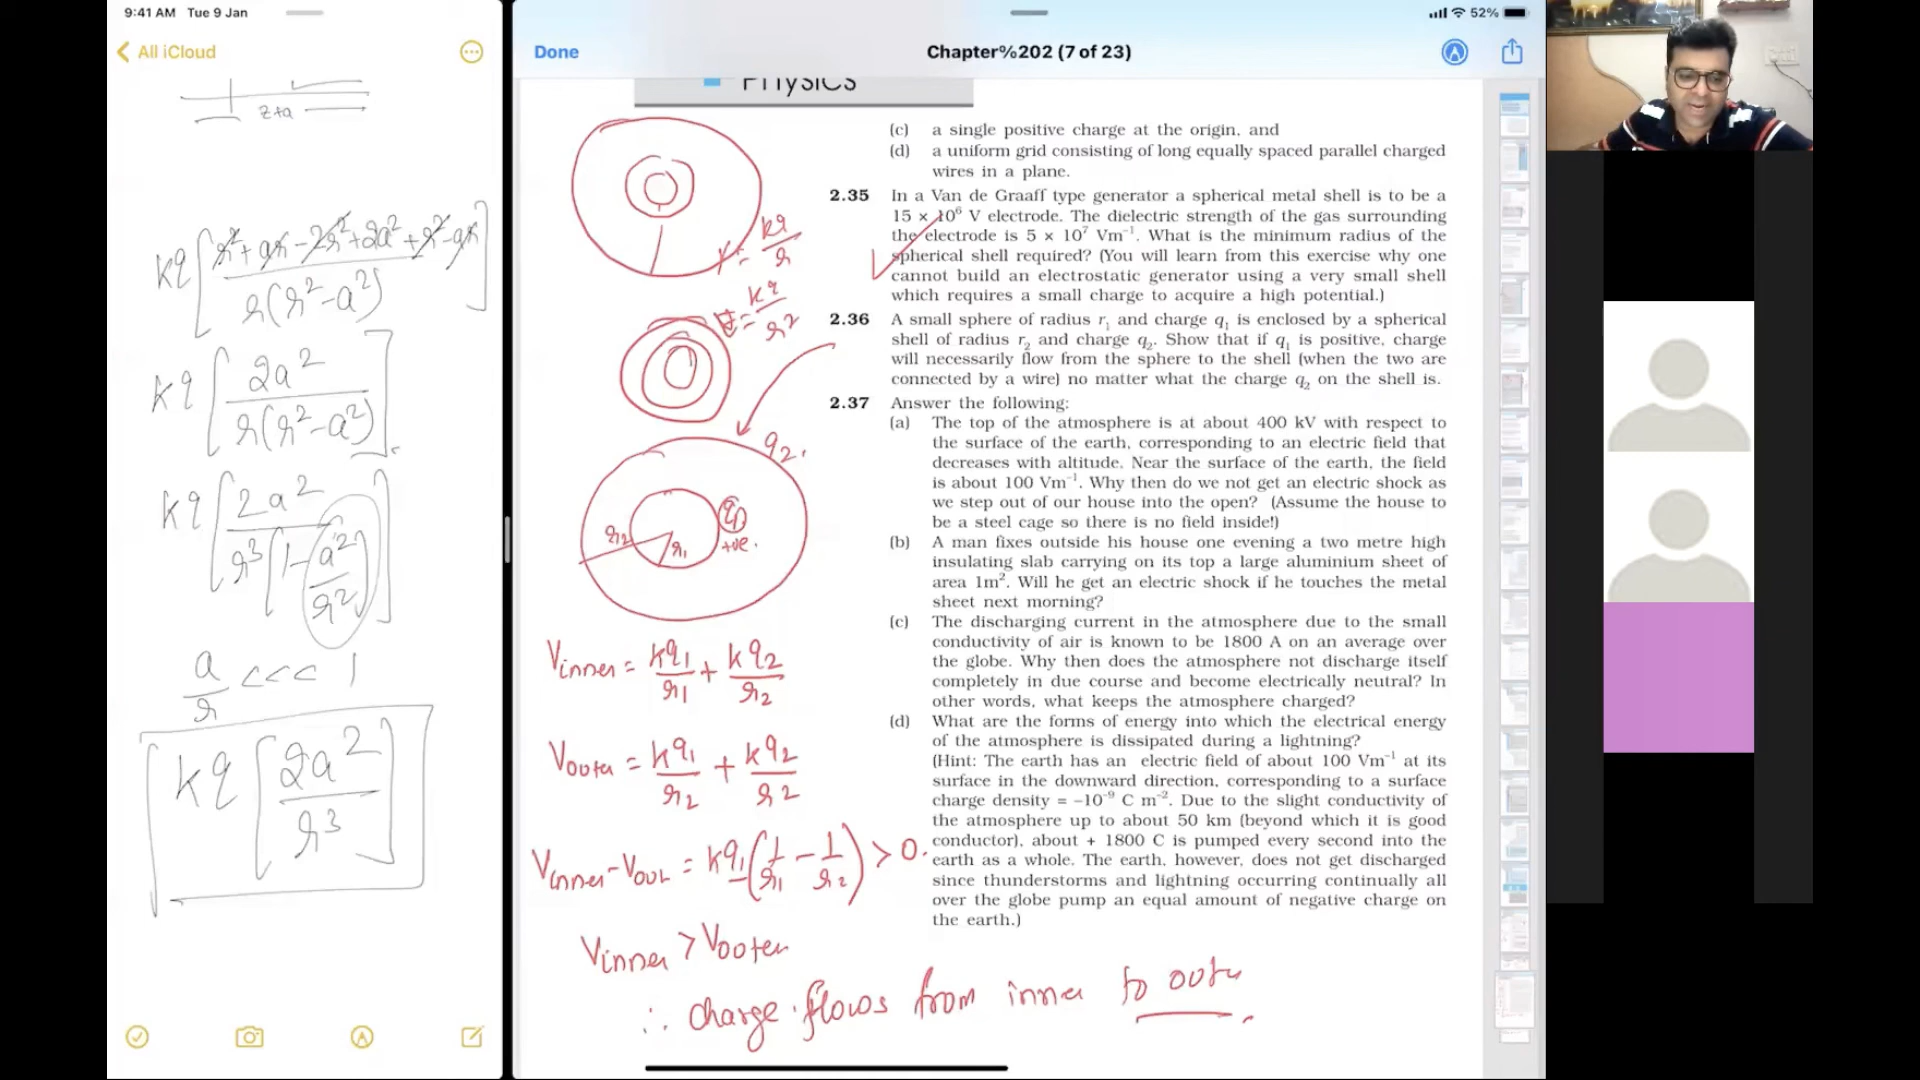 9:41 AM Tue 9 Jan
All iCloud
z+a
kq[r²+ar-2r²+2a²+r²-ar]
r(r²-a²)
kq[2a²]
r(r²-a²)
kq[2a²]
r³[1-a²/r²]
a/r <<< 1
kq[2a²/r³]
52%
Done
Chapter%202 (7 of 23)
Physics
(c) a single positive charge at the origin, and
(d) a uniform grid consisting of long equally spaced parallel charged
wires in a plane.
2.35 In a Van de Graaff type generator a spherical metal shell is to be a
15 × 10⁶ V electrode. The dielectric strength of the gas surrounding
the electrode is 5 × 10⁷ Vm⁻¹. What is the minimum radius of the
spherical shell required? (You will learn from this exercise why one
cannot build an electrostatic generator using a very small shell
which requires a small charge to acquire a high potential.)
2.36 A small sphere of radius r₁ and charge q₁ is enclosed by a spherical
shell of radius r₂ and charge q₂. Show that if q₁ is positive, charge
will necessarily flow from the sphere to the shell (when the two are
connected by a wire) no matter what the charge q₂ on the shell is.
2.37 Answer the following:
(a) The top of the atmosphere is at about 400 kV with respect to
the surface of the earth, corresponding to an electric field that
decreases with altitude. Near the surface of the earth, the field
is about 100 Vm⁻¹. Why then do we not get an electric shock as
we step out of our house into the open? (Assume the house to
be a steel cage so there is no field inside!)
(b) A man fixes outside his house one evening a two metre high
insulating slab carrying on its top a large aluminium sheet of
area 1m². Will he get an electric shock if he touches the metal
sheet next morning?
(c) The discharging current in the atmosphere due to the small
conductivity of air is known to be 1800 A on an average over
the globe. Why then does the atmosphere not discharge itself
completely in due course and become electrically neutral? In
other words, what keeps the atmosphere charged?
(d) What are the forms of energy into which the electrical energy
of the atmosphere is dissipated during a lightning?
(Hint: The earth has an electric field of about 100 Vm⁻¹ at its
surface in the downward direction, corresponding to a surface
charge density = −10⁻⁹ C m⁻². Due to the slight conductivity of
the atmosphere up to about 50 km (beyond which it is good
conductor), about + 1800 C is pumped every second into the
earth as a whole. The earth, however, does not get discharged
since thunderstorms and lightning occurring continually all
over the globe pump an equal amount of negative charge on
the earth.)
V = kq/r
E = kq/r²
q₂.
r₂
r₁
q₁
+ve.
Vinner = kq₁/r₁ + kq₂/r₂
Vouter = kq₁/r₂ + kq₂/r₂
Vinner-Vout = kq₁(1/r₁ − 1/r₂) > 0.
Vinner > Vooter
∴ charge flows from inner to outer.